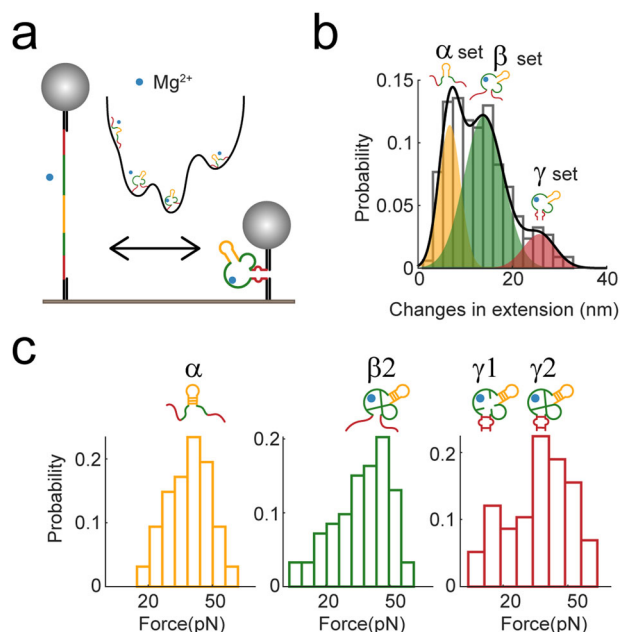 a
Mg²⁺
b
α set
β set
γ set
0.15
0.1
0.05
0
Probability
0 20 40
Changes in extension (nm)
c
α
β2
γ1 γ2
Probability
0.2
0.1
0
20 50
Force(pN)
0.2
0.1
0
20 50
Force(pN)
0.2
0.1
0
20 50
Force(pN)